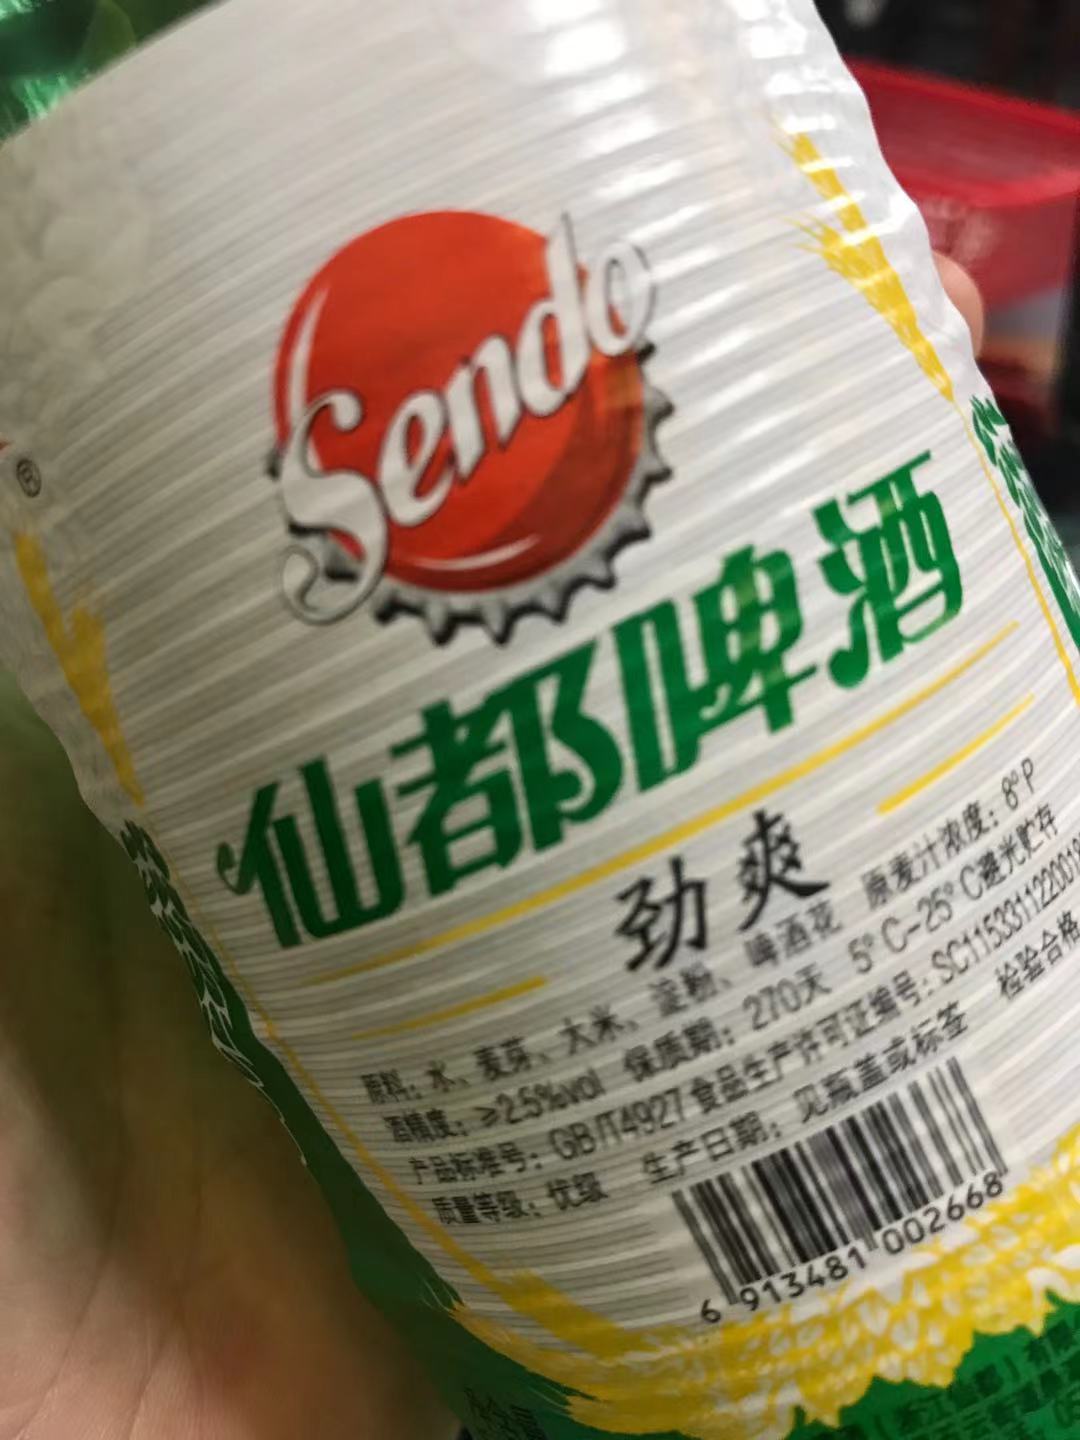 ®
Sendo
仙都啤酒
劲爽
原料：水、麦芽、大米、淀粉、啤酒花 原麦汁浓度：8°P
酒精度：≥2.5%vol 保质期：270天 5°C-25°C避光贮存
产品标准号：GB/T4927 食品生产许可证编号：SC1153311220018
质量等级：优级 生产日期：见瓶盖或标签 检验合格
6 913481 002668